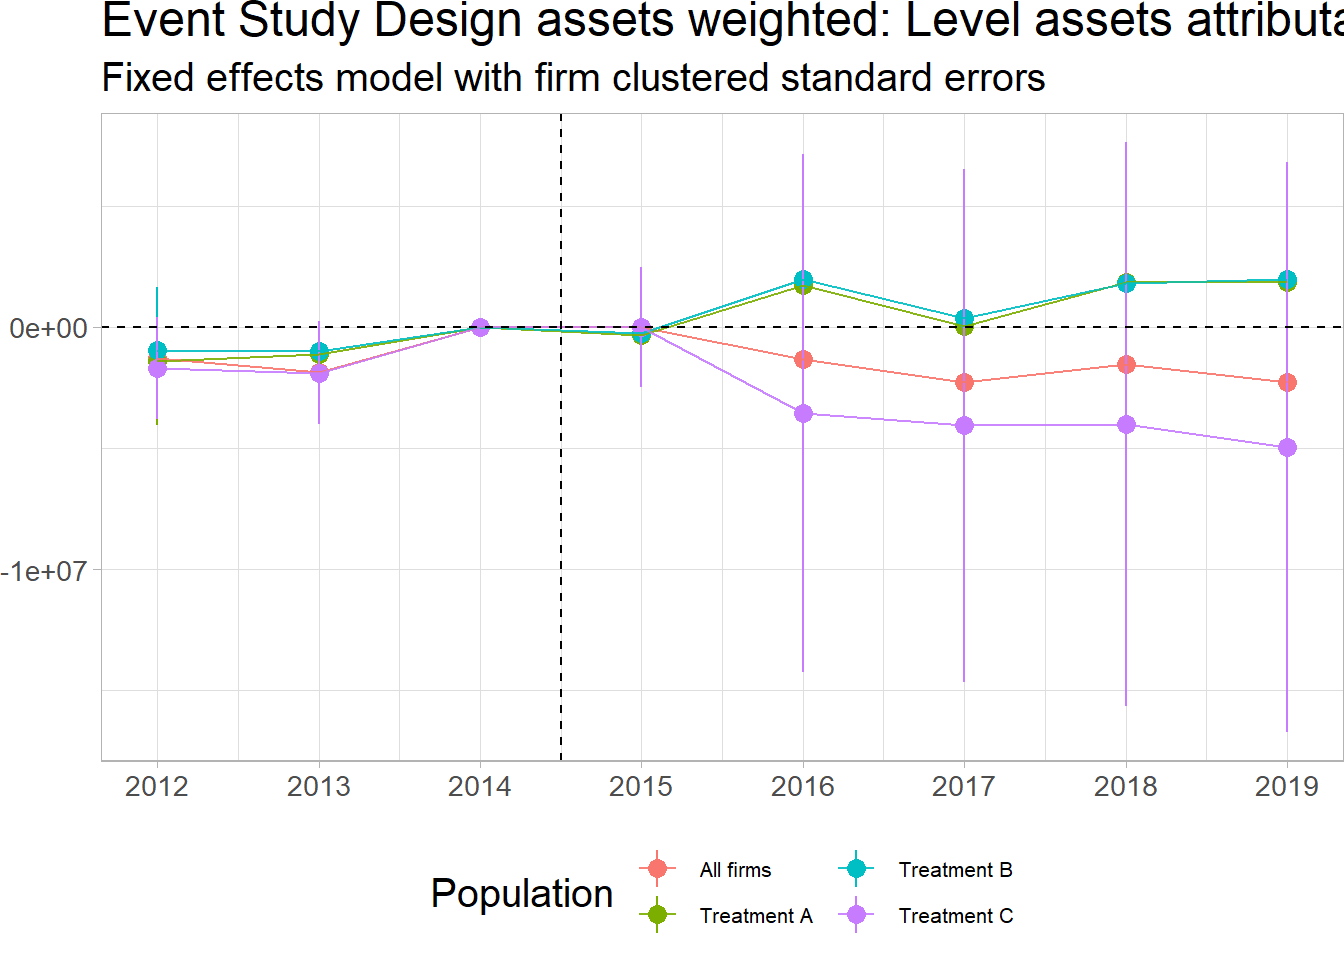 Event Study Design assets weighted: Level assets attributa
Fixed effects model with firm clustered standard errors
0e+00
-1e+07
2012 2013 2014 2015 2016 2017 2018 2019
Population
All firms
Treatment B
Treatment A
Treatment C